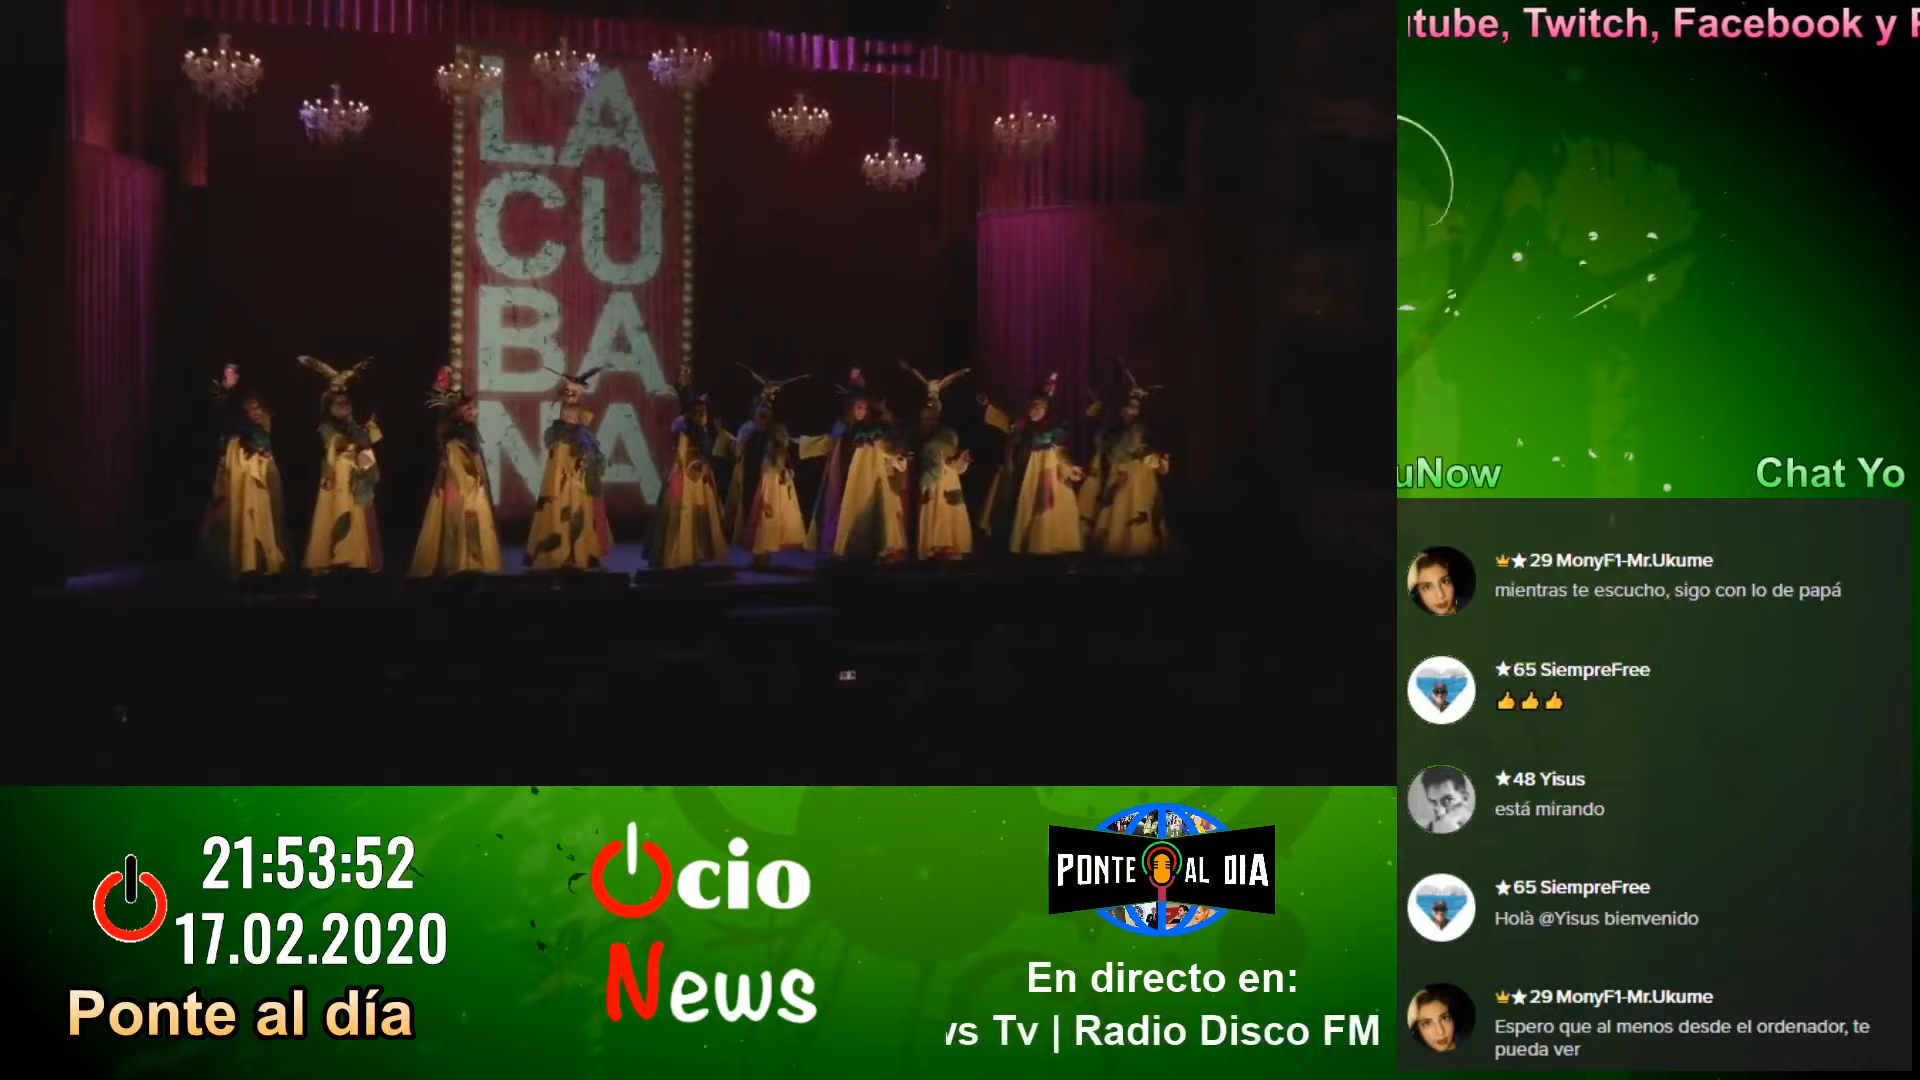 LA
CU
BA
NA
utube, Twitch, Facebook y
uNow
Chat Yo
29 MonyF1-Mr.Ukume
mientras te escucho, sigo con lo de papá
★65 SiempreFree
👍👍👍
★48 Yisus
está mirando
★65 SiempreFree
Holà @Yisus bienvenido
★29 MonyF1-Mr.Ukume
Espero que al menos desde el ordenador, te
pueda ver
21:53:52
17.02.2020
Ponte al día
Ocio
News
PONTE AL DIA
En directo en:
vs Tv | Radio Disco FM